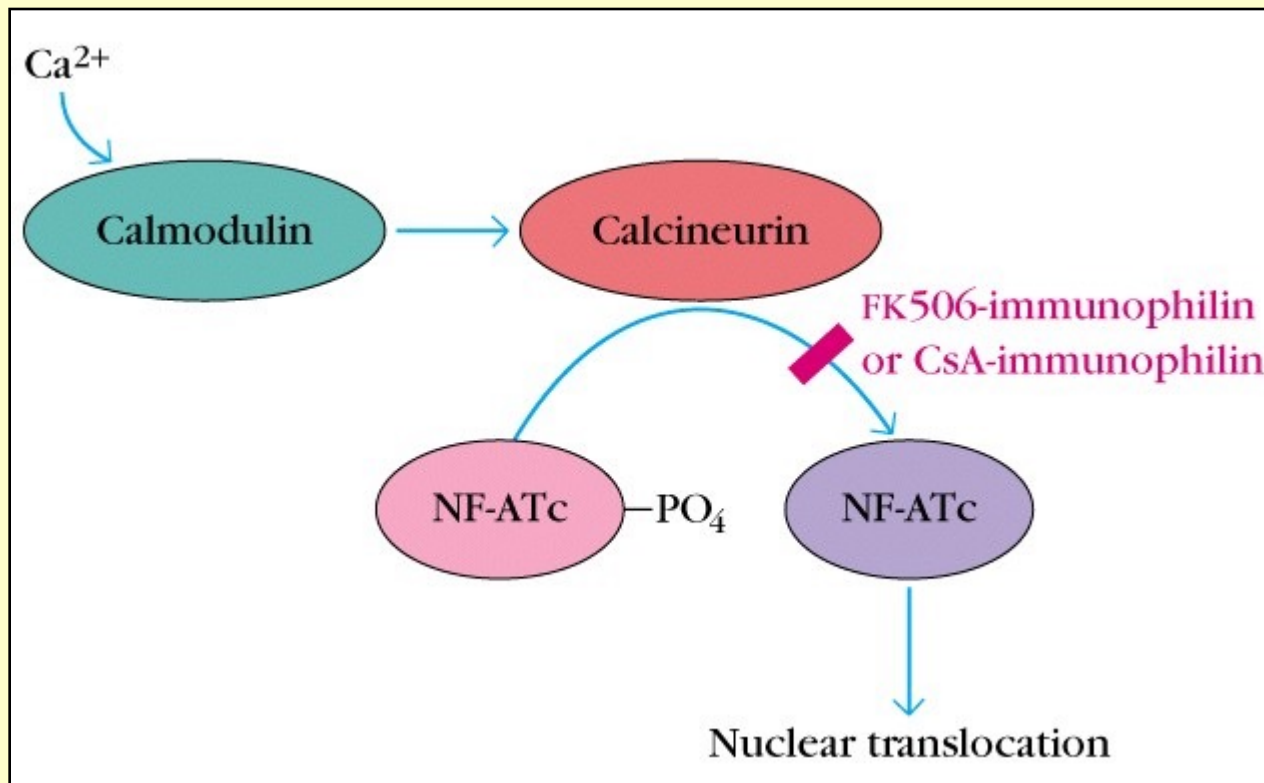 Ca²⁺
Calmodulin
Calcineurin
FK506-immunophilin
or CsA-immunophilin
NF-ATc
PO₄
NF-ATc
Nuclear translocation